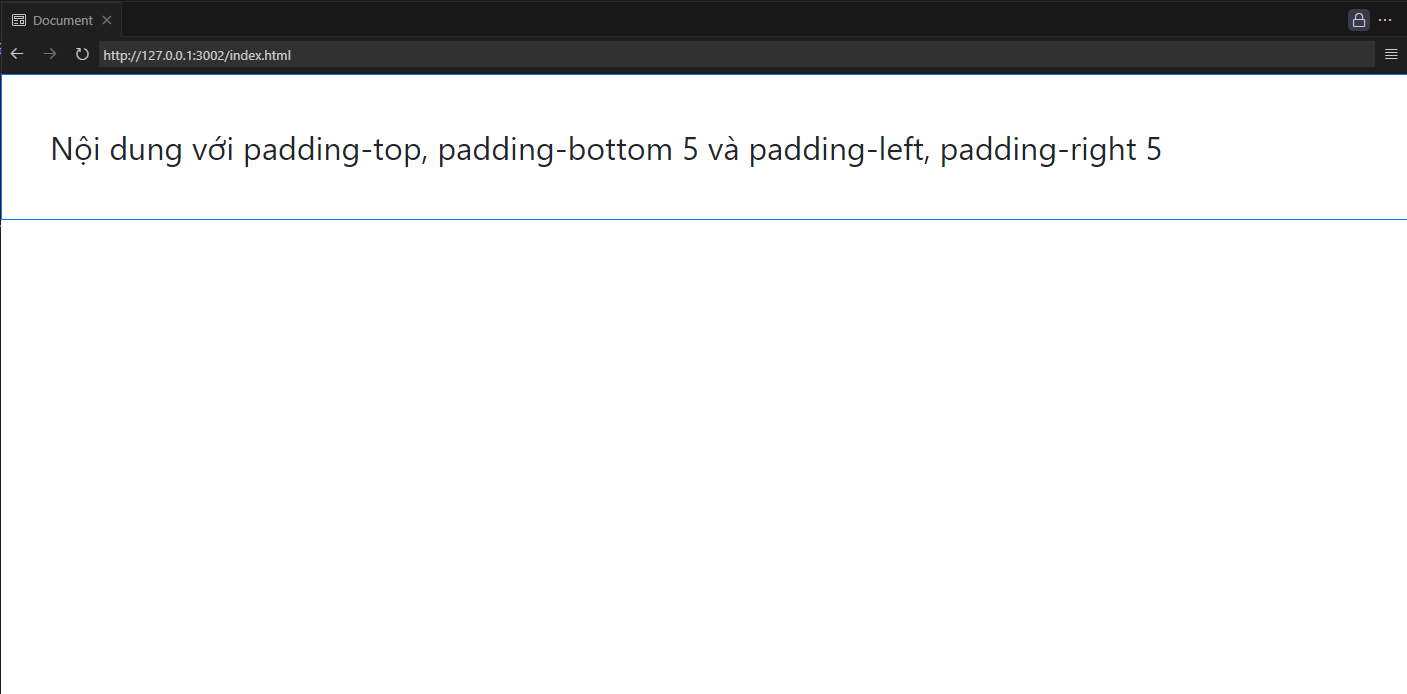 Document
http://127.0.0.1:3002/index.html
Nội dung với padding-top, padding-bottom 5 và padding-left, padding-right 5